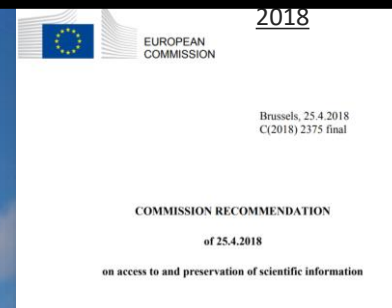 2018
EUROPEAN
COMMISSION
Brussels, 25.4.2018
C(2018) 2375 final
COMMISSION RECOMMENDATION
of 25.4.2018
on access to and preservation of scientific information